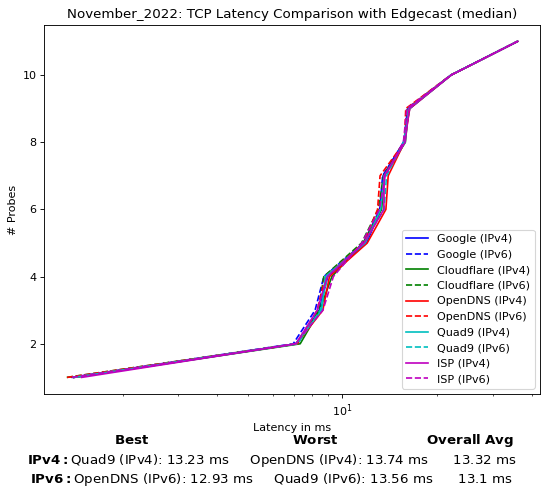 November_2022: TCP Latency Comparison with Edgecast (median)
10
8
6
4
2
# Probes
Google (IPv4)
Google (IPv6)
Cloudflare (IPv4)
Cloudflare (IPv6)
OpenDNS (IPv4)
OpenDNS (IPv6)
Quad9 (IPv4)
Quad9 (IPv6)
ISP (IPv4)
ISP (IPv6)
10¹
Latency in ms
Best Worst Overall Avg
IPv4: Quad9 (IPv4): 13.23 ms OpenDNS (IPv4): 13.74 ms 13.32 ms
IPv6: OpenDNS (IPv6): 12.93 ms Quad9 (IPv6): 13.56 ms 13.1 ms